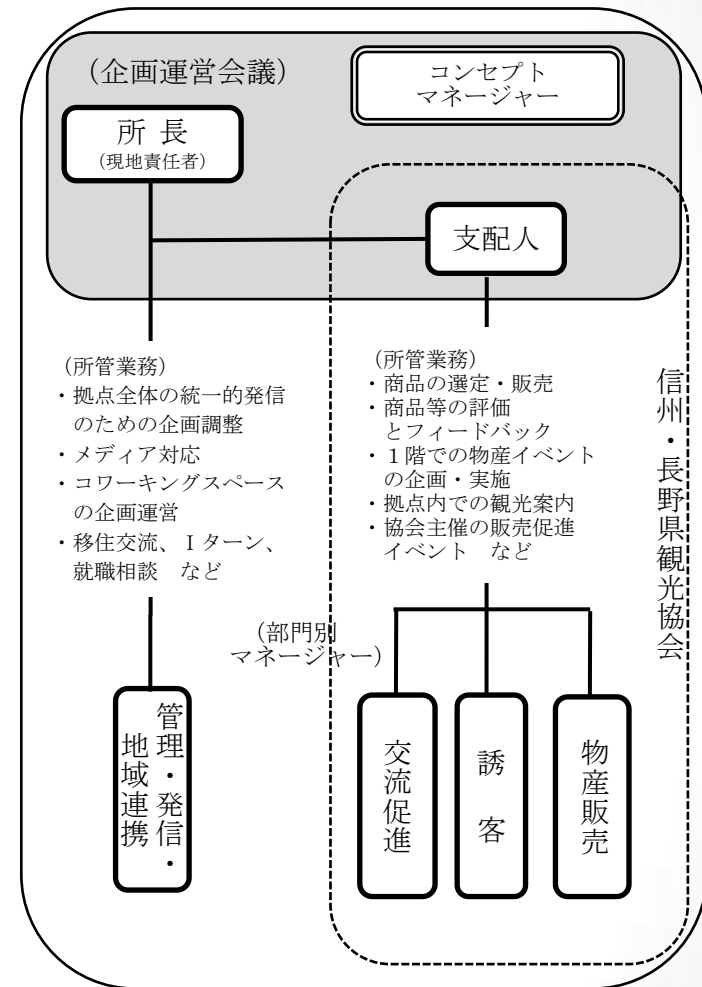 （企画運営会議）
コンセプト
マネージャー
所 長
（現地責任者）
支配人
（所管業務）
・拠点全体の統一的発信
のための企画調整
・メディア対応
・コワーキングスペース
の企画運営
・移住交流、Ｉターン、
就職相談　など
（所管業務）
・商品の選定・販売
・商品等の評価
とフィードバック
・１階での物産イベント
の企画・実施
・拠点内での観光案内
・協会主催の販売促進
イベント　など
信州・長野県観光協会
（部門別
マネージャー）
管理・発信・
地域連携
交流促進
誘　客
物産販売